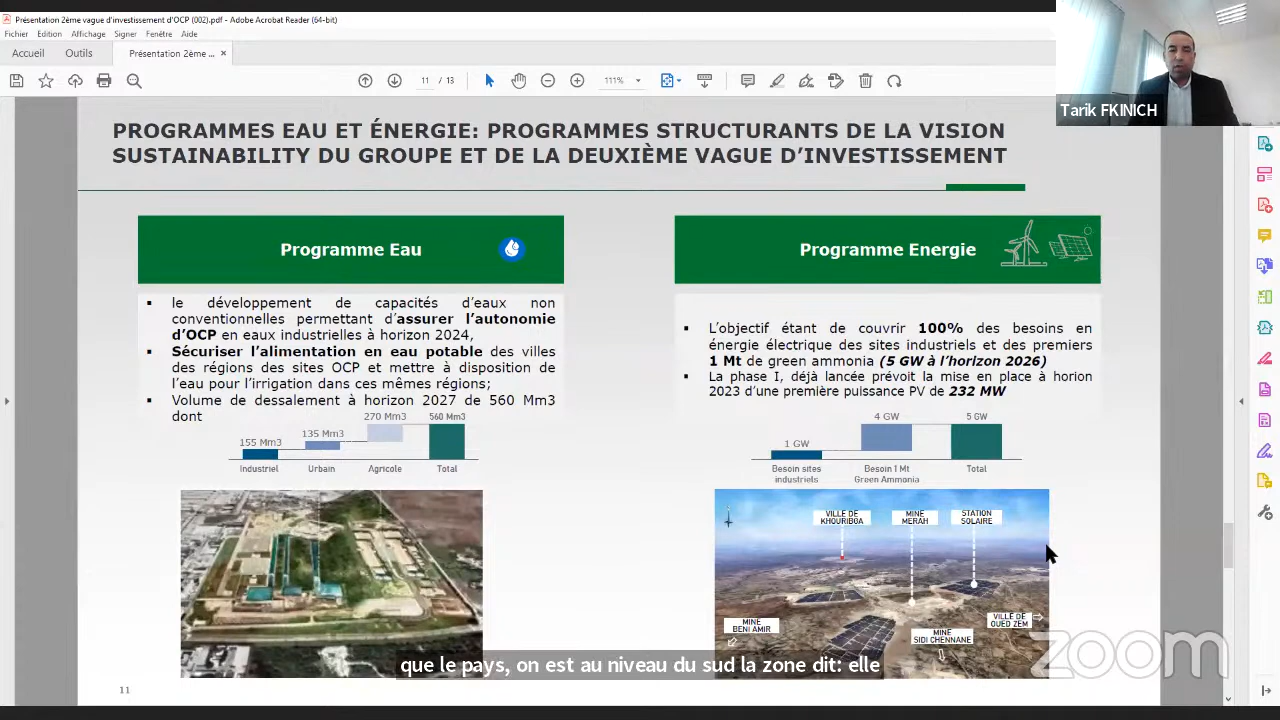 Présentation 2ème vague d'investissement d'OCP (002).pdf - Adobe Acrobat Reader (64-bit)
Fichier Edition Affichage Signer Fenêtre Aide
Accueil Outils Présentation 2ème ... ×
11 / 13 111%
Tarik FKINICH
PROGRAMMES EAU ET ÉNERGIE: PROGRAMMES STRUCTURANTS DE LA VISION
SUSTAINABILITY DU GROUPE ET DE LA DEUXIÈME VAGUE D'INVESTISSEMENT
Programme Eau
▪ le développement de capacités d'eaux non
conventionnelles permettant d'assurer l'autonomie
d'OCP en eaux industrielles à horizon 2024,
▪ Sécuriser l'alimentation en eau potable des villes
des régions des sites OCP et mettre à disposition de
l'eau pour l'irrigation dans ces mêmes régions;
▪ Volume de dessalement à horizon 2027 de 560 Mm3
dont
155 Mm3 135 Mm3 270 Mm3 560 Mm3
Industriel Urbain Agricole Total
Programme Energie
▪ L'objectif étant de couvrir 100% des besoins en
énergie électrique des sites industriels et des premiers
1 Mt de green ammonia (5 GW à l'horizon 2026)
▪ La phase I, déjà lancée prévoit la mise en place à horion
2023 d'une première puissance PV de 232 MW
1 GW 4 GW 5 GW
Besoin sites
industriels
Besoin 1 Mt
Green Ammonia
Total
VILLE DE
KHOURIBGA
MINE
MERAH
STATION
SOLAIRE
MINE
BENI AMIR
MINE
SIDI CHENNANE
VILLE DE
OUED ZEM
zoom
que le pays, on est au niveau du sud la zone dit: elle
11